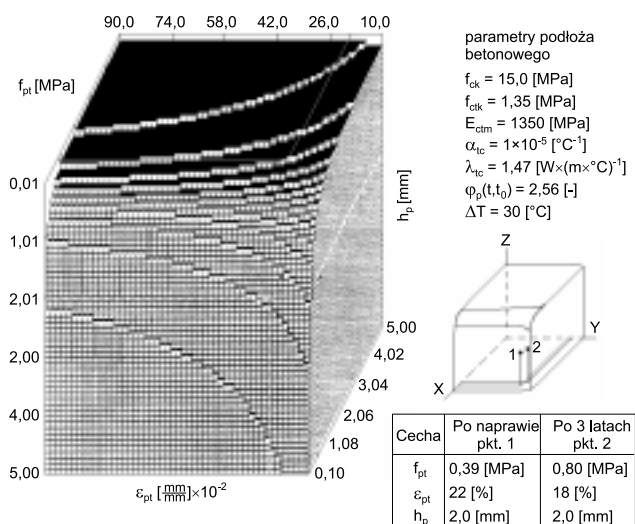 90,0 74,0 58,0 42,0 26,0 10,0
f_pt [MPa]
0,01
1,01
2,01
2,00
4,00
5,00
h_p [mm]
5,00
4,02
3,04
2,06
1,08
0,10
ε_pt [mm/mm]×10^-2
parametry podłoża
betonowego
f_ck = 15,0 [MPa]
f_ctk = 1,35 [MPa]
E_ctm = 1350 [MPa]
α_tc = 1×10^-5 [°C^-1]
λ_tc = 1,47 [W×(m×°C)^-1]
φ_p(t,t_0) = 2,56 [-]
ΔT = 30 [°C]
Z
Y
X
1
2
Cecha Po naprawie pkt. 1 Po 3 latach pkt. 2
f_pt 0,39 [MPa] 0,80 [MPa]
ε_pt 22 [%] 18 [%]
h_p 2,0 [mm] 2,0 [mm]